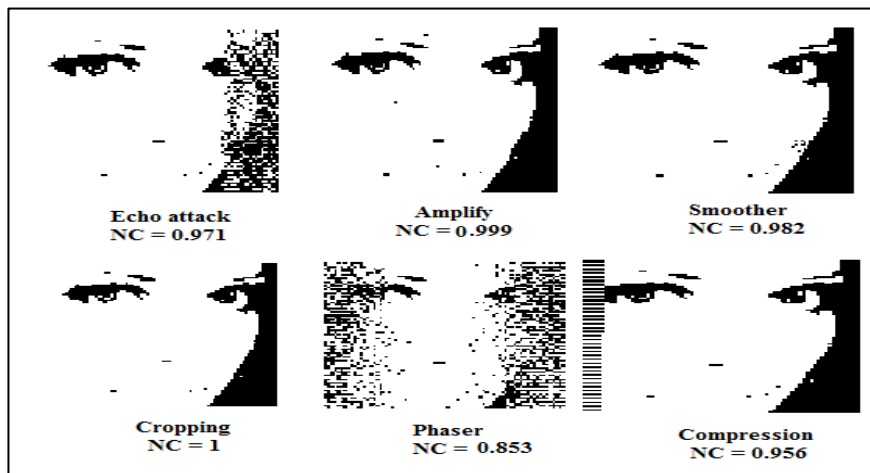 Echo attack
NC = 0.971
Amplify
NC = 0.999
Smoother
NC = 0.982
Cropping
NC = 1
Phaser
NC = 0.853
Compression
NC = 0.956